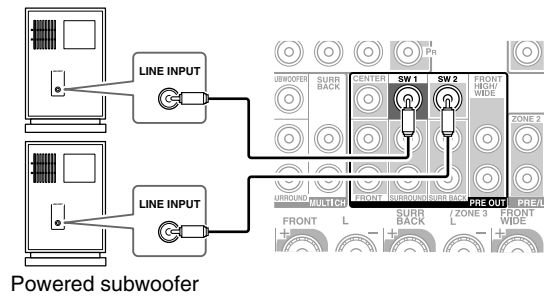 LINE INPUT
LINE INPUT
Powered subwoofer
PR
UBWOOFER
SURR
BACK
CENTER
SW 1
SW 2
FRONT
HIGH/
WIDE
ZONE 2
URROUND
MULTI CH
FRONT
SURROUND
SURR BACK
PRE OUT
PRE/L
FRONT
L
SURR
BACK
/ ZONE 3
L
FRONT
WIDE